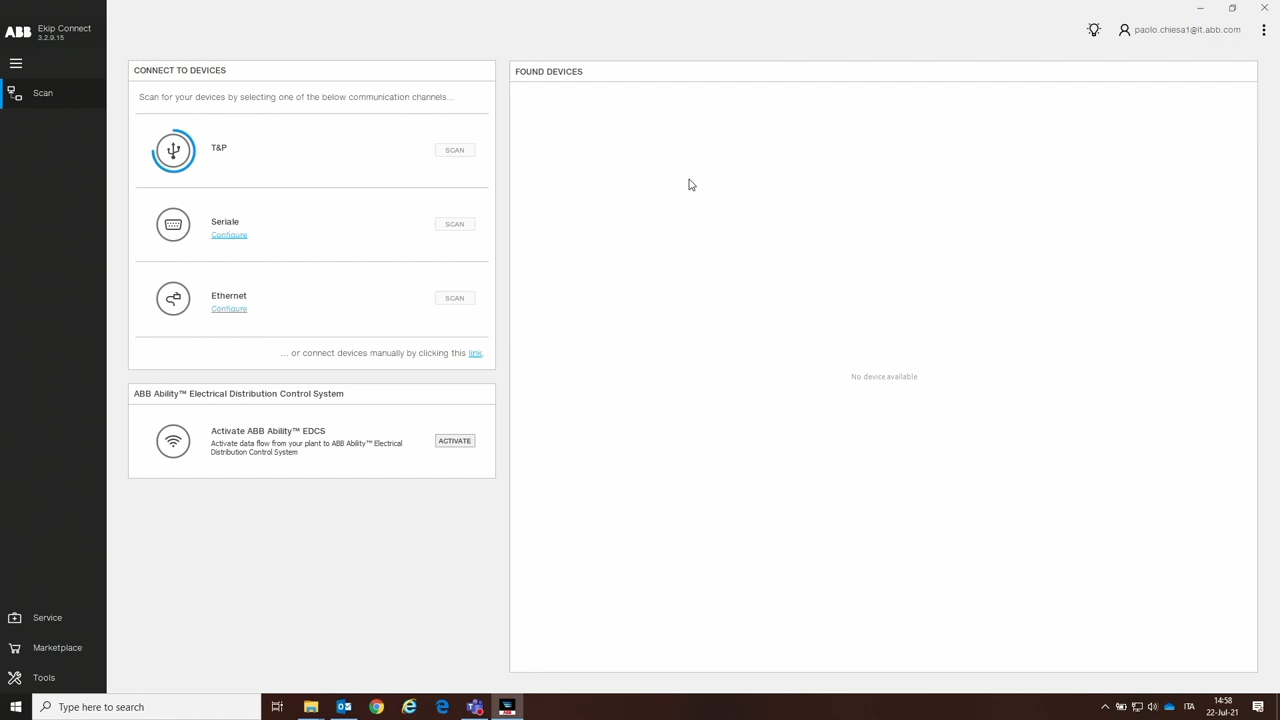 ABB Ekip Connect
3.2.9.15
paolo.chiesa1@it.abb.com
Scan
CONNECT TO DEVICES
Scan for your devices by selecting one of the below communication channels...
T&P
SCAN
Seriale
Configure
SCAN
Ethernet
Configure
SCAN
... or connect devices manually by clicking this link.
ABB Ability™ Electrical Distribution Control System
Activate ABB Ability™ EDCS
Activate data flow from your plant to ABB Ability™ Electrical
Distribution Control System
ACTIVATE
FOUND DEVICES
No device available
Service
Marketplace
Tools
Type here to search
ABB
ITA
14:58
22-Jul-21